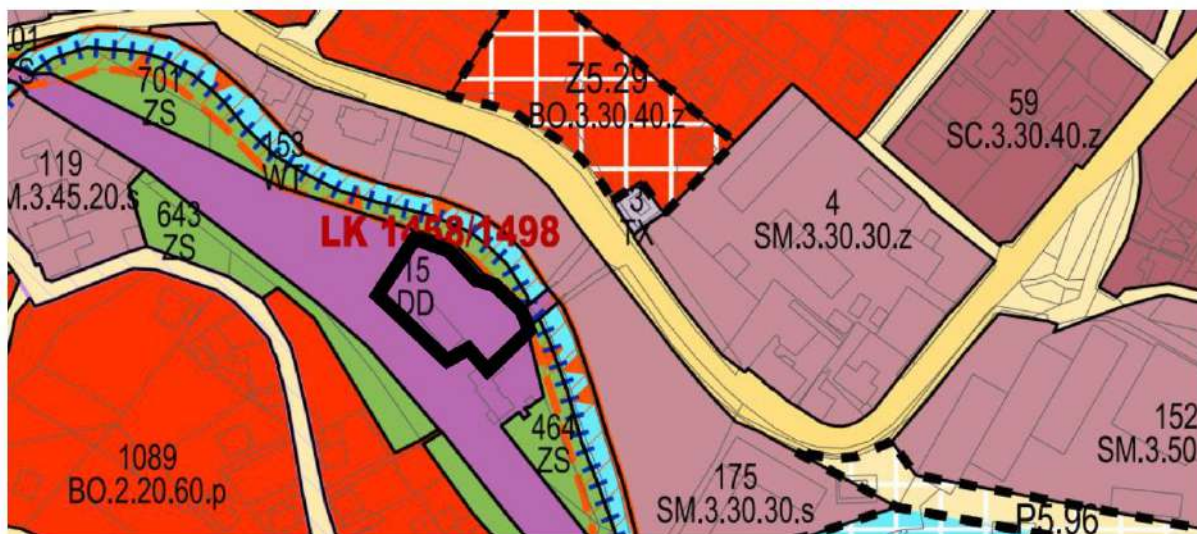 01
S
701
ZS
153
WT
119
M.3.45.20.s
643
ZS
LK 1468/1498
15
DD
Z5.29
BO.3.30.40.z
3
TX
59
SC.3.30.40.z
4
SM.3.30.30.z
1089
BO.2.20.60.p
464
ZS
175
SM.3.30.30.s
152
SM.3.50
P5.96